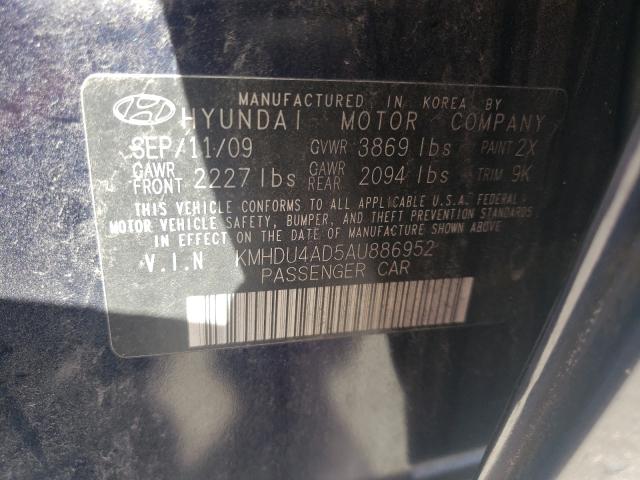 MANUFACTURED IN KOREA BY
HYUNDAI MOTOR COMPANY
SEP/11/09 GVWR 3869 lbs PAINT 2X
GAWR FRONT 2227 lbs GAWR REAR 2094 lbs TRIM 9K
THIS VEHICLE CONFORMS TO ALL APPLICABLE U.S.A. FEDERAL
MOTOR VEHICLE SAFETY, BUMPER, AND THEFT PREVENTION STANDARDS
IN EFFECT ON THE DATE OF MANUFACTURE SHOWN ABOVE
V.I.N KMHDU4AD5AU886952
PASSENGER CAR